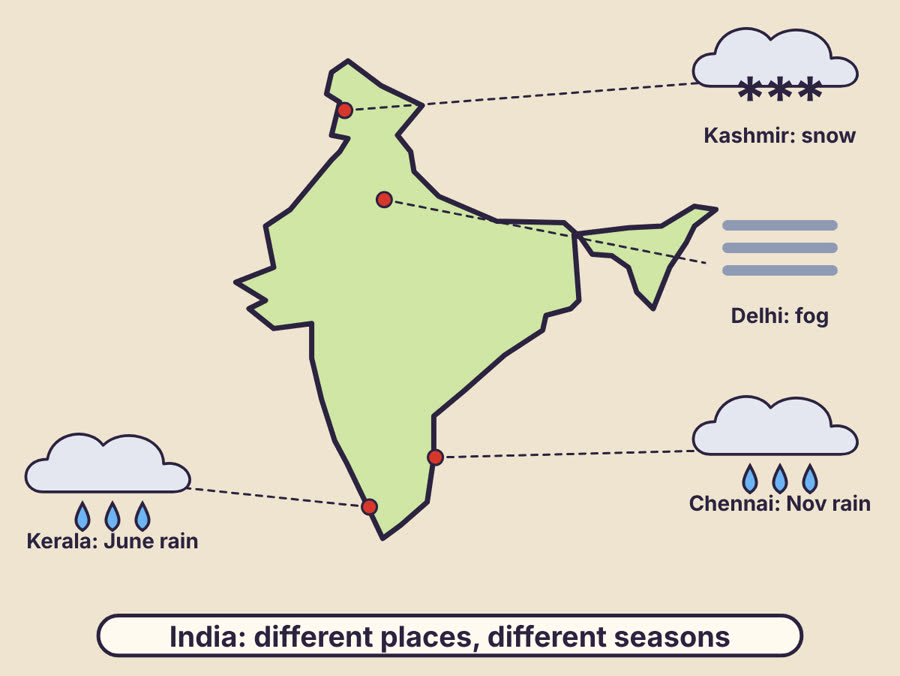 Kashmir: snow
Delhi: fog
Chennai: Nov rain
Kerala: June rain
India: different places, different seasons